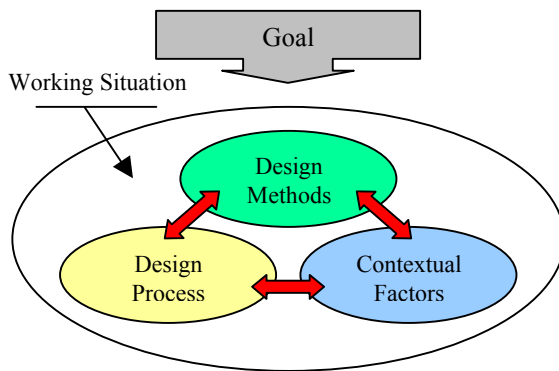 Goal
Working Situation
Design
Methods
Design
Process
Contextual
Factors